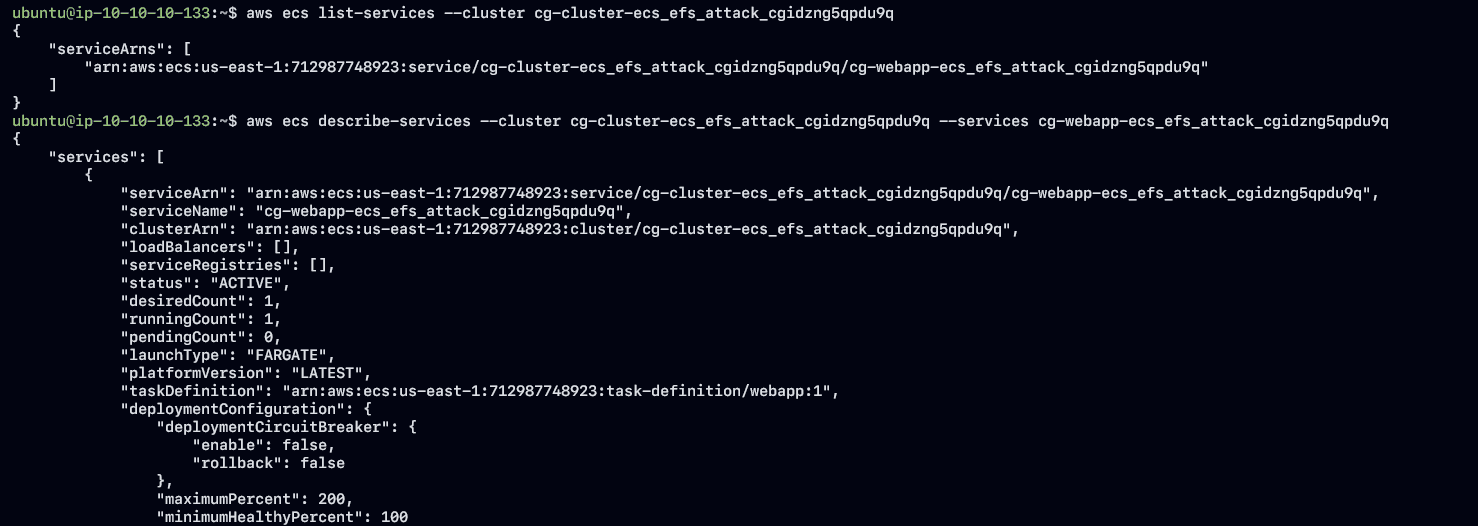 ubuntu@ip-10-10-10-133:~$ aws ecs list-services --cluster cg-cluster-ecs_efs_attack_cgidzng5qpdu9q
{
    "serviceArns": [
        "arn:aws:ecs:us-east-1:712987748923:service/cg-cluster-ecs_efs_attack_cgidzng5qpdu9q/cg-webapp-ecs_efs_attack_cgidzng5qpdu9q"
    ]
}
ubuntu@ip-10-10-10-133:~$ aws ecs describe-services --cluster cg-cluster-ecs_efs_attack_cgidzng5qpdu9q --services cg-webapp-ecs_efs_attack_cgidzng5qpdu9q
{
    "services": [
        {
            "serviceArn": "arn:aws:ecs:us-east-1:712987748923:service/cg-cluster-ecs_efs_attack_cgidzng5qpdu9q/cg-webapp-ecs_efs_attack_cgidzng5qpdu9q",
            "serviceName": "cg-webapp-ecs_efs_attack_cgidzng5qpdu9q",
            "clusterArn": "arn:aws:ecs:us-east-1:712987748923:cluster/cg-cluster-ecs_efs_attack_cgidzng5qpdu9q",
            "loadBalancers": [],
            "serviceRegistries": [],
            "status": "ACTIVE",
            "desiredCount": 1,
            "runningCount": 1,
            "pendingCount": 0,
            "launchType": "FARGATE",
            "platformVersion": "LATEST",
            "taskDefinition": "arn:aws:ecs:us-east-1:712987748923:task-definition/webapp:1",
            "deploymentConfiguration": {
                "deploymentCircuitBreaker": {
                    "enable": false,
                    "rollback": false
                },
                "maximumPercent": 200,
                "minimumHealthyPercent": 100